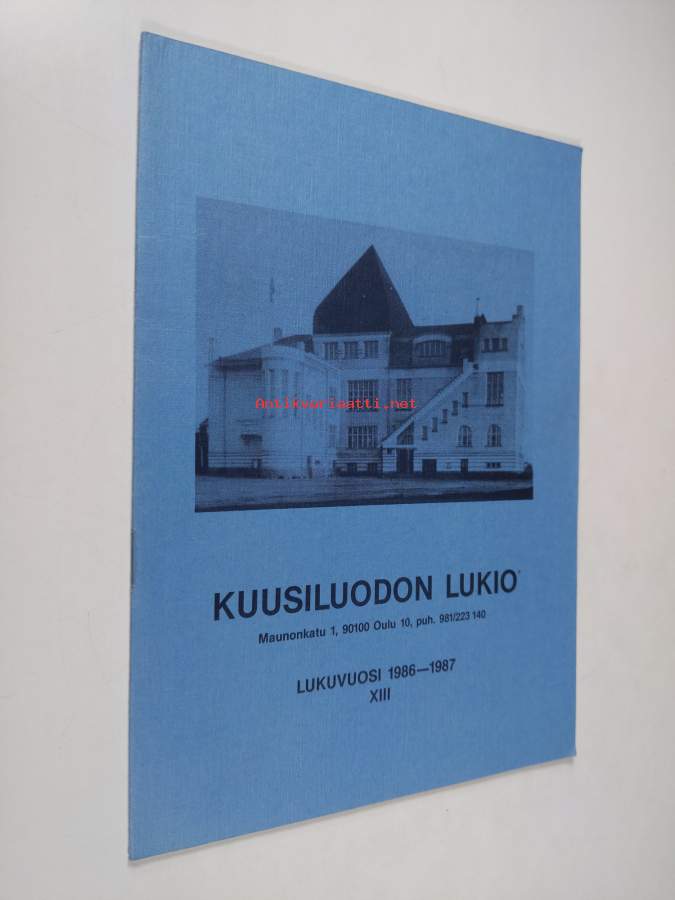 Antikvariaatti.net
KUUSILUODON LUKIO
Maunonkatu 1, 90100 Oulu 10, puh. 981/223 140
LUKUVUOSI 1986—1987
XIII